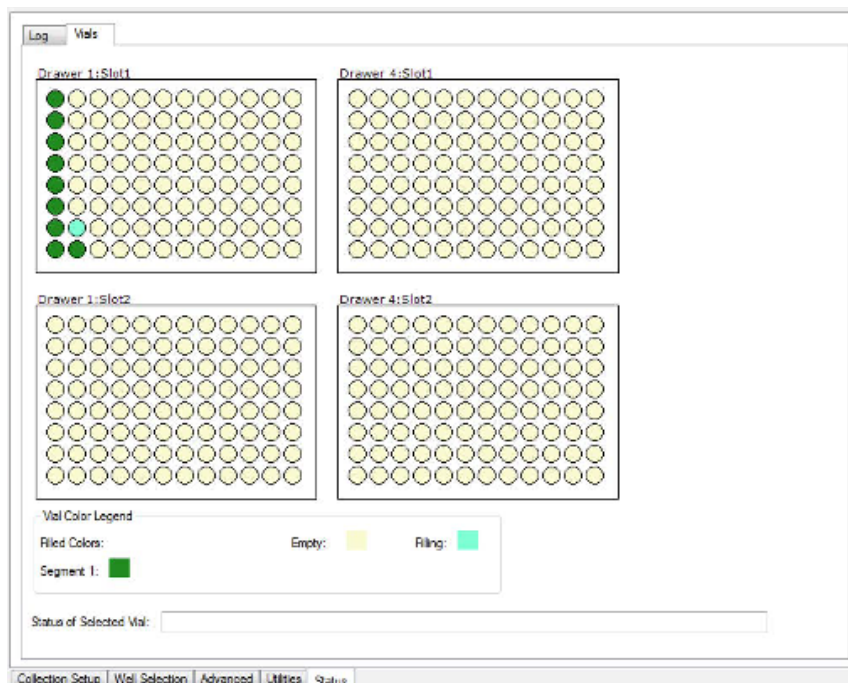 Log Vials
Drawer 1:Slot1 Drawer 4:Slot1
Drawer 1:Slot2 Drawer 4:Slot2
Vial Color Legend
Filled Colors: Empty: Filling:
Segment 1:
Status of Selected Vial:
Collection Setup Well Selection Advanced Utilities Status